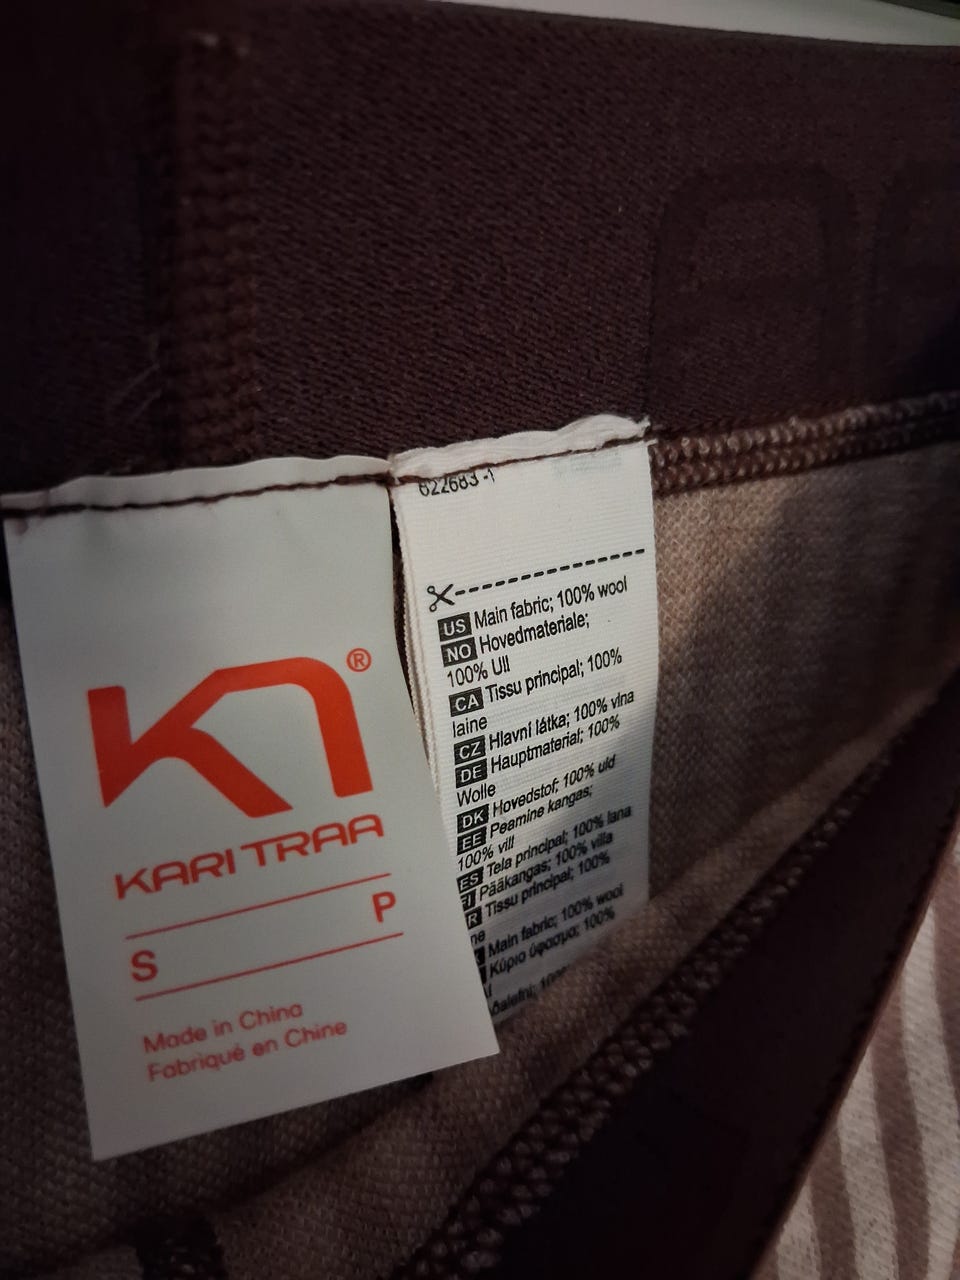 KARI TRAA
®
S P
Made in China
Fabriqué en Chine
622683 -1
US Main fabric; 100% wool
NO Hovedmateriale;
100% Ull
CA Tissu principal; 100%
laine
CZ Hlavní látka; 100% vlna
DE Hauptmaterial; 100%
Wolle
DK Hovedstof; 100% uld
EE Peamine kangas;
100% vill
ES Tela principal; 100% lana
FI Pääkangas; 100% villa
R Tissu principal; 100%
ne
Main fabric; 100% wool
Κύριο ύφασμα; 100%